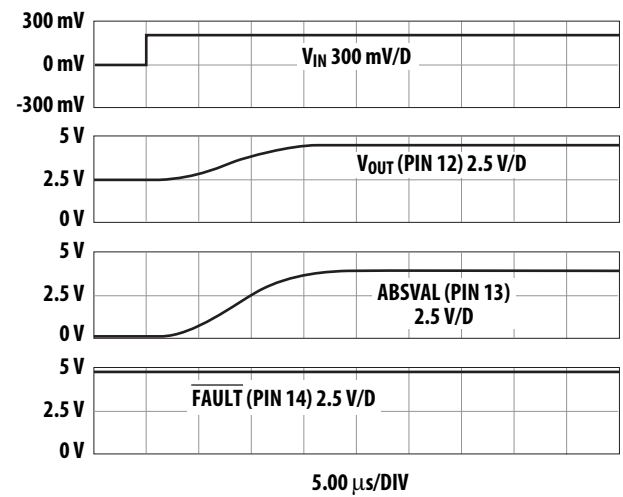 300 mV
0 mV
-300 mV
VIN 300 mV/D
5 V
2.5 V
0 V
VOUT (PIN 12) 2.5 V/D
5 V
2.5 V
0 V
ABSVAL (PIN 13)
2.5 V/D
5 V
2.5 V
0 V
FAULT (PIN 14) 2.5 V/D
5.00 μs/DIV